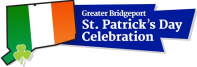 Greater Bridgeport
St. Patrick's Day
Celebration